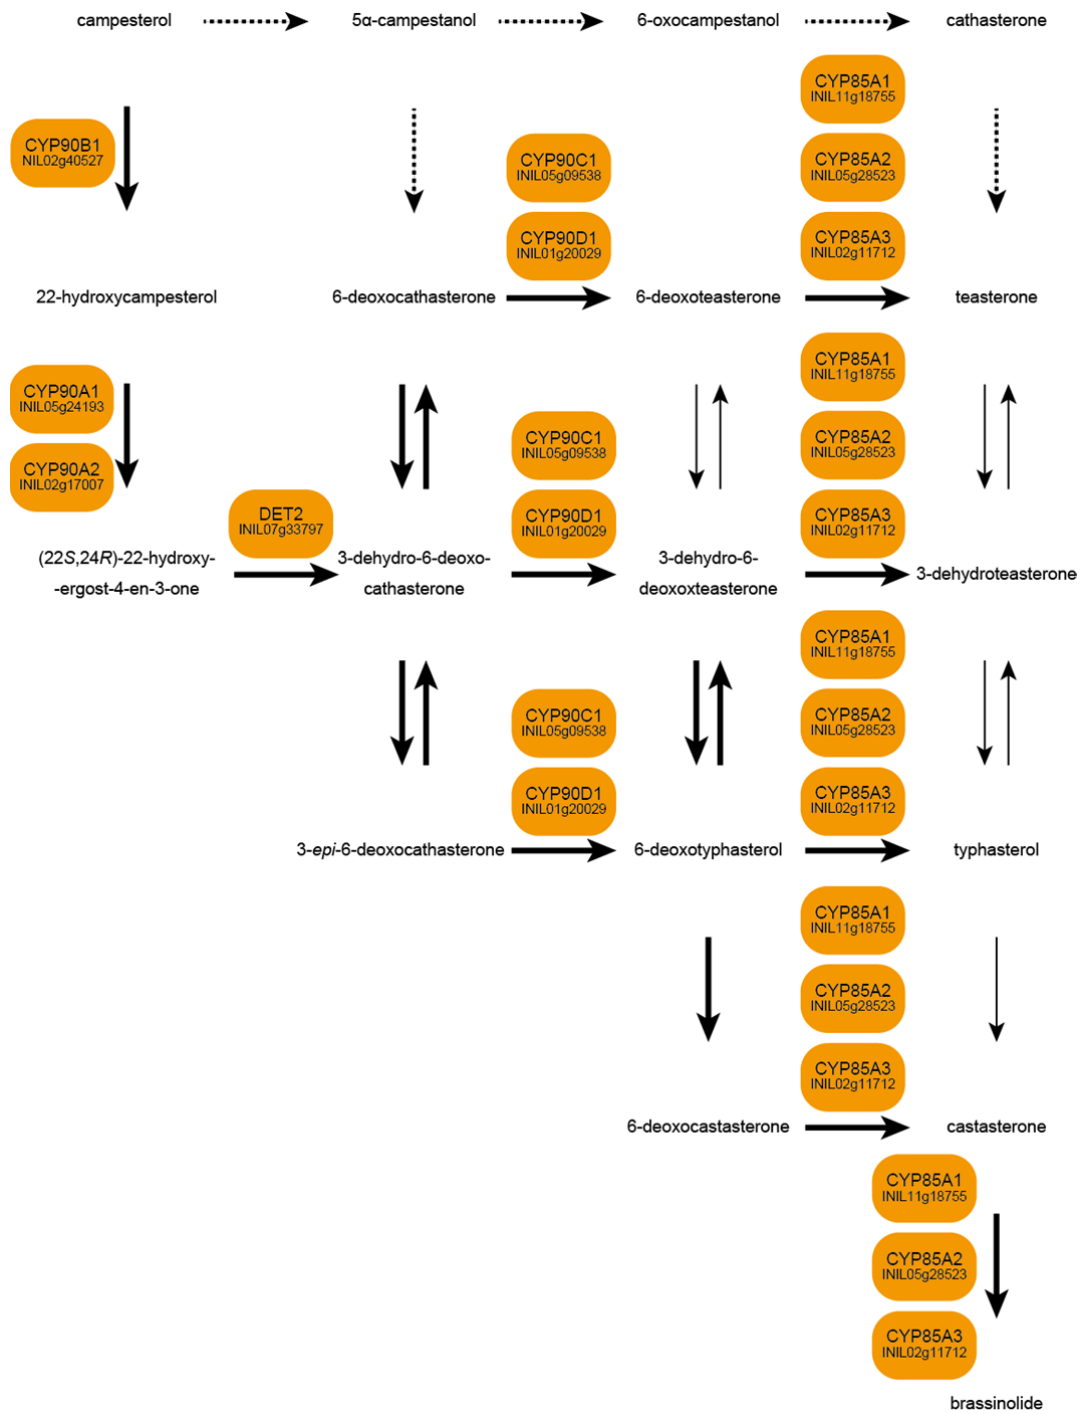 campesterol
5α-campestanol
6-oxocampestanol
cathasterone
CYP85A1
INIL11g18755
CYP90B1
NIL02g40527
CYP90C1
INIL05g09538
CYP85A2
INIL05g28523
CYP90D1
INIL01g20029
CYP85A3
INIL02g11712
22-hydroxycampesterol
6-deoxocathasterone
6-deoxoteasterone
teasterone
CYP85A1
INIL11g18755
CYP90A1
INIL05g24193
CYP90C1
INIL05g09538
CYP85A2
INIL05g28523
CYP90A2
INIL02g17007
DET2
INIL07g33797
CYP90D1
INIL01g20029
CYP85A3
INIL02g11712
(22S,24R)-22-hydroxy-
-ergost-4-en-3-one
3-dehydro-6-deoxo-
cathasterone
3-dehydro-6-
deoxoxteasterone
3-dehydroteasterone
CYP85A1
INIL11g18755
CYP90C1
INIL05g09538
CYP85A2
INIL05g28523
CYP90D1
INIL01g20029
CYP85A3
INIL02g11712
3-epi-6-deoxocathasterone
6-deoxotyphasterol
typhasterol
CYP85A1
INIL11g18755
CYP85A2
INIL05g28523
CYP85A3
INIL02g11712
6-deoxocastasterone
castasterone
CYP85A1
INIL11g18755
CYP85A2
INIL05g28523
CYP85A3
INIL02g11712
brassinolide